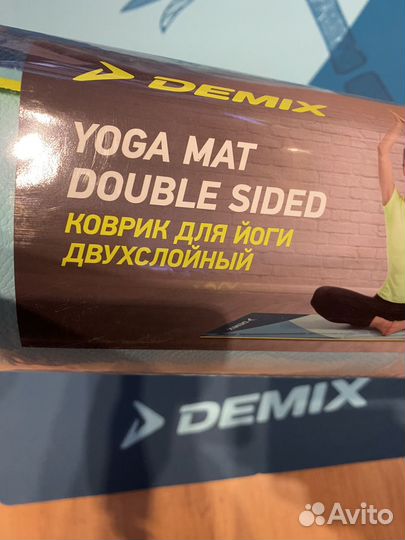 DEMIX
YOGA MAT
DOUBLE SIDED
КОВРИК ДЛЯ ЙОГИ
ДВУХСЛОЙНЫЙ
DEMIX
Avito